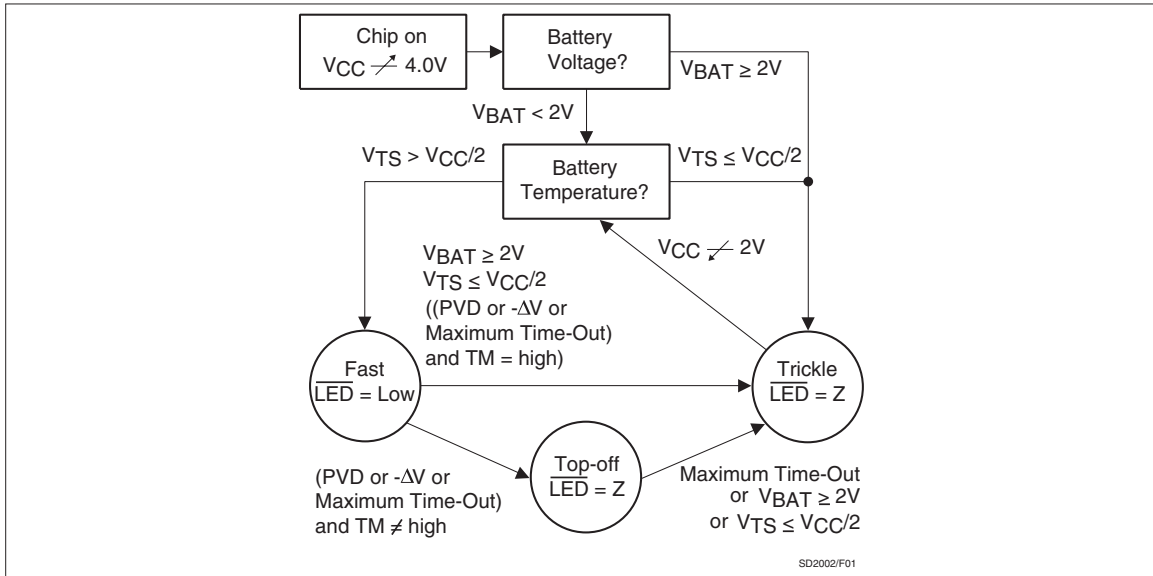 Chip on
VCC ↗ 4.0V
Battery
Voltage?
VBAT ≥ 2V
VBAT < 2V
VTS > VCC/2
Battery
Temperature?
VTS ≤ VCC/2
VCC ↙ 2V
VBAT ≥ 2V
VTS ≤ VCC/2
((PVD or -ΔV or
Maximum Time-Out)
and TM = high)
Fast
L̅E̅D̅ = Low
Trickle
L̅E̅D̅ = Z
Top-off
L̅E̅D̅ = Z
(PVD or -ΔV or
Maximum Time-Out)
and TM ≠ high
Maximum Time-Out
or VBAT ≥ 2V
or VTS ≤ VCC/2
SD2002/F01